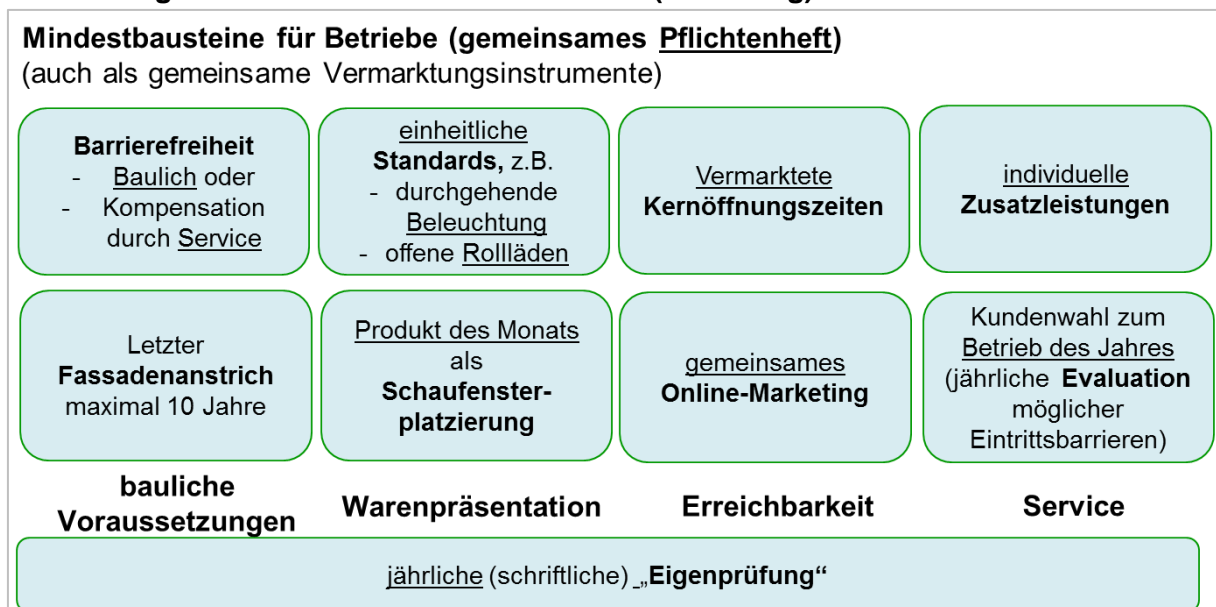 Mindestbausteine für Betriebe (gemeinsames Pflichtenheft)
(auch als gemeinsame Vermarktungsinstrumente)
Barrierefreiheit
- Baulich oder
- Kompensation
durch Service
einheitliche
Standards, z.B.
- durchgehende
Beleuchtung
- offene Rollläden
Vermarktete
Kernöffnungszeiten
individuelle
Zusatzleistungen
Letzter
Fassadenanstrich
maximal 10 Jahre
Produkt des Monats
als
Schaufenster-
platzierung
gemeinsames
Online-Marketing
Kundenwahl zum
Betrieb des Jahres
(jährliche Evaluation
möglicher
Eintrittsbarrieren)
bauliche
Voraussetzungen
Warenpräsentation
Erreichbarkeit
Service
jährliche (schriftliche) „Eigenprüfung“